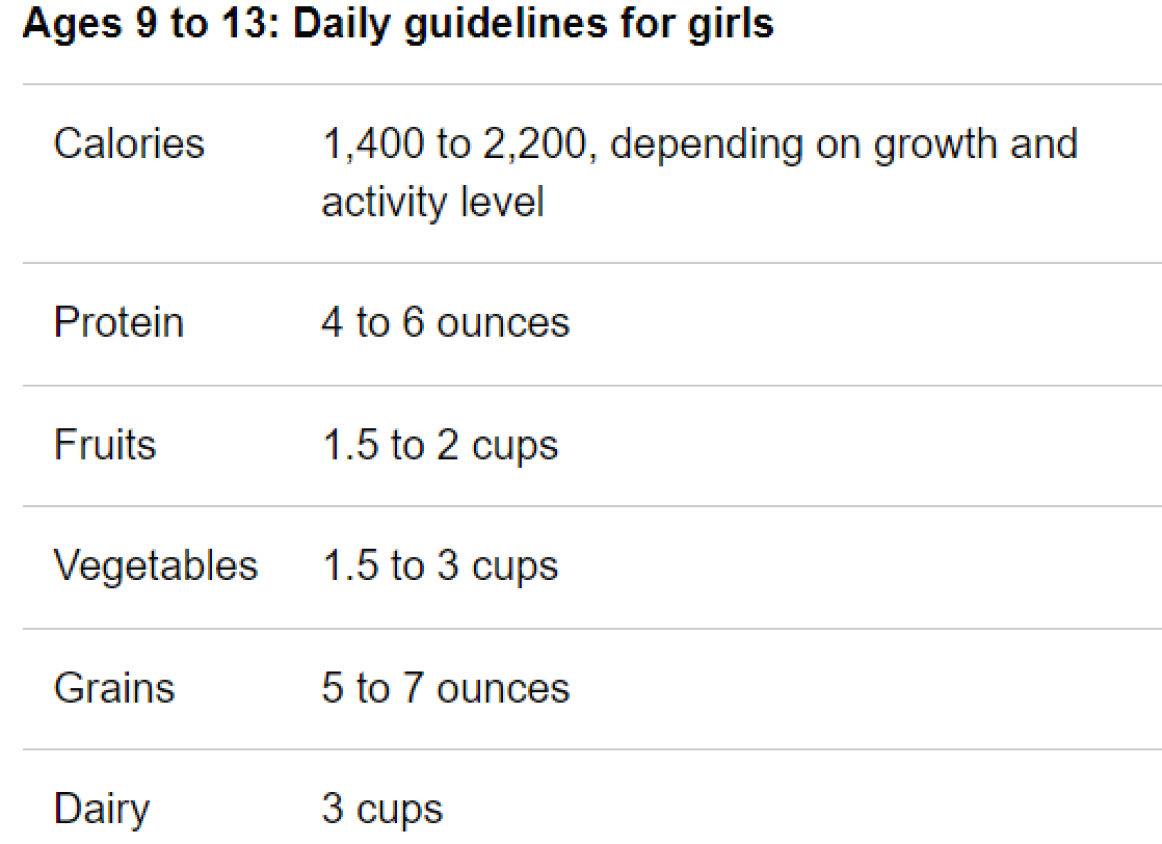 Ages 9 to 13: Daily guidelines for girls
Calories 1,400 to 2,200, depending on growth and
activity level
Protein 4 to 6 ounces
Fruits 1.5 to 2 cups
Vegetables 1.5 to 3 cups
Grains 5 to 7 ounces
Dairy 3 cups